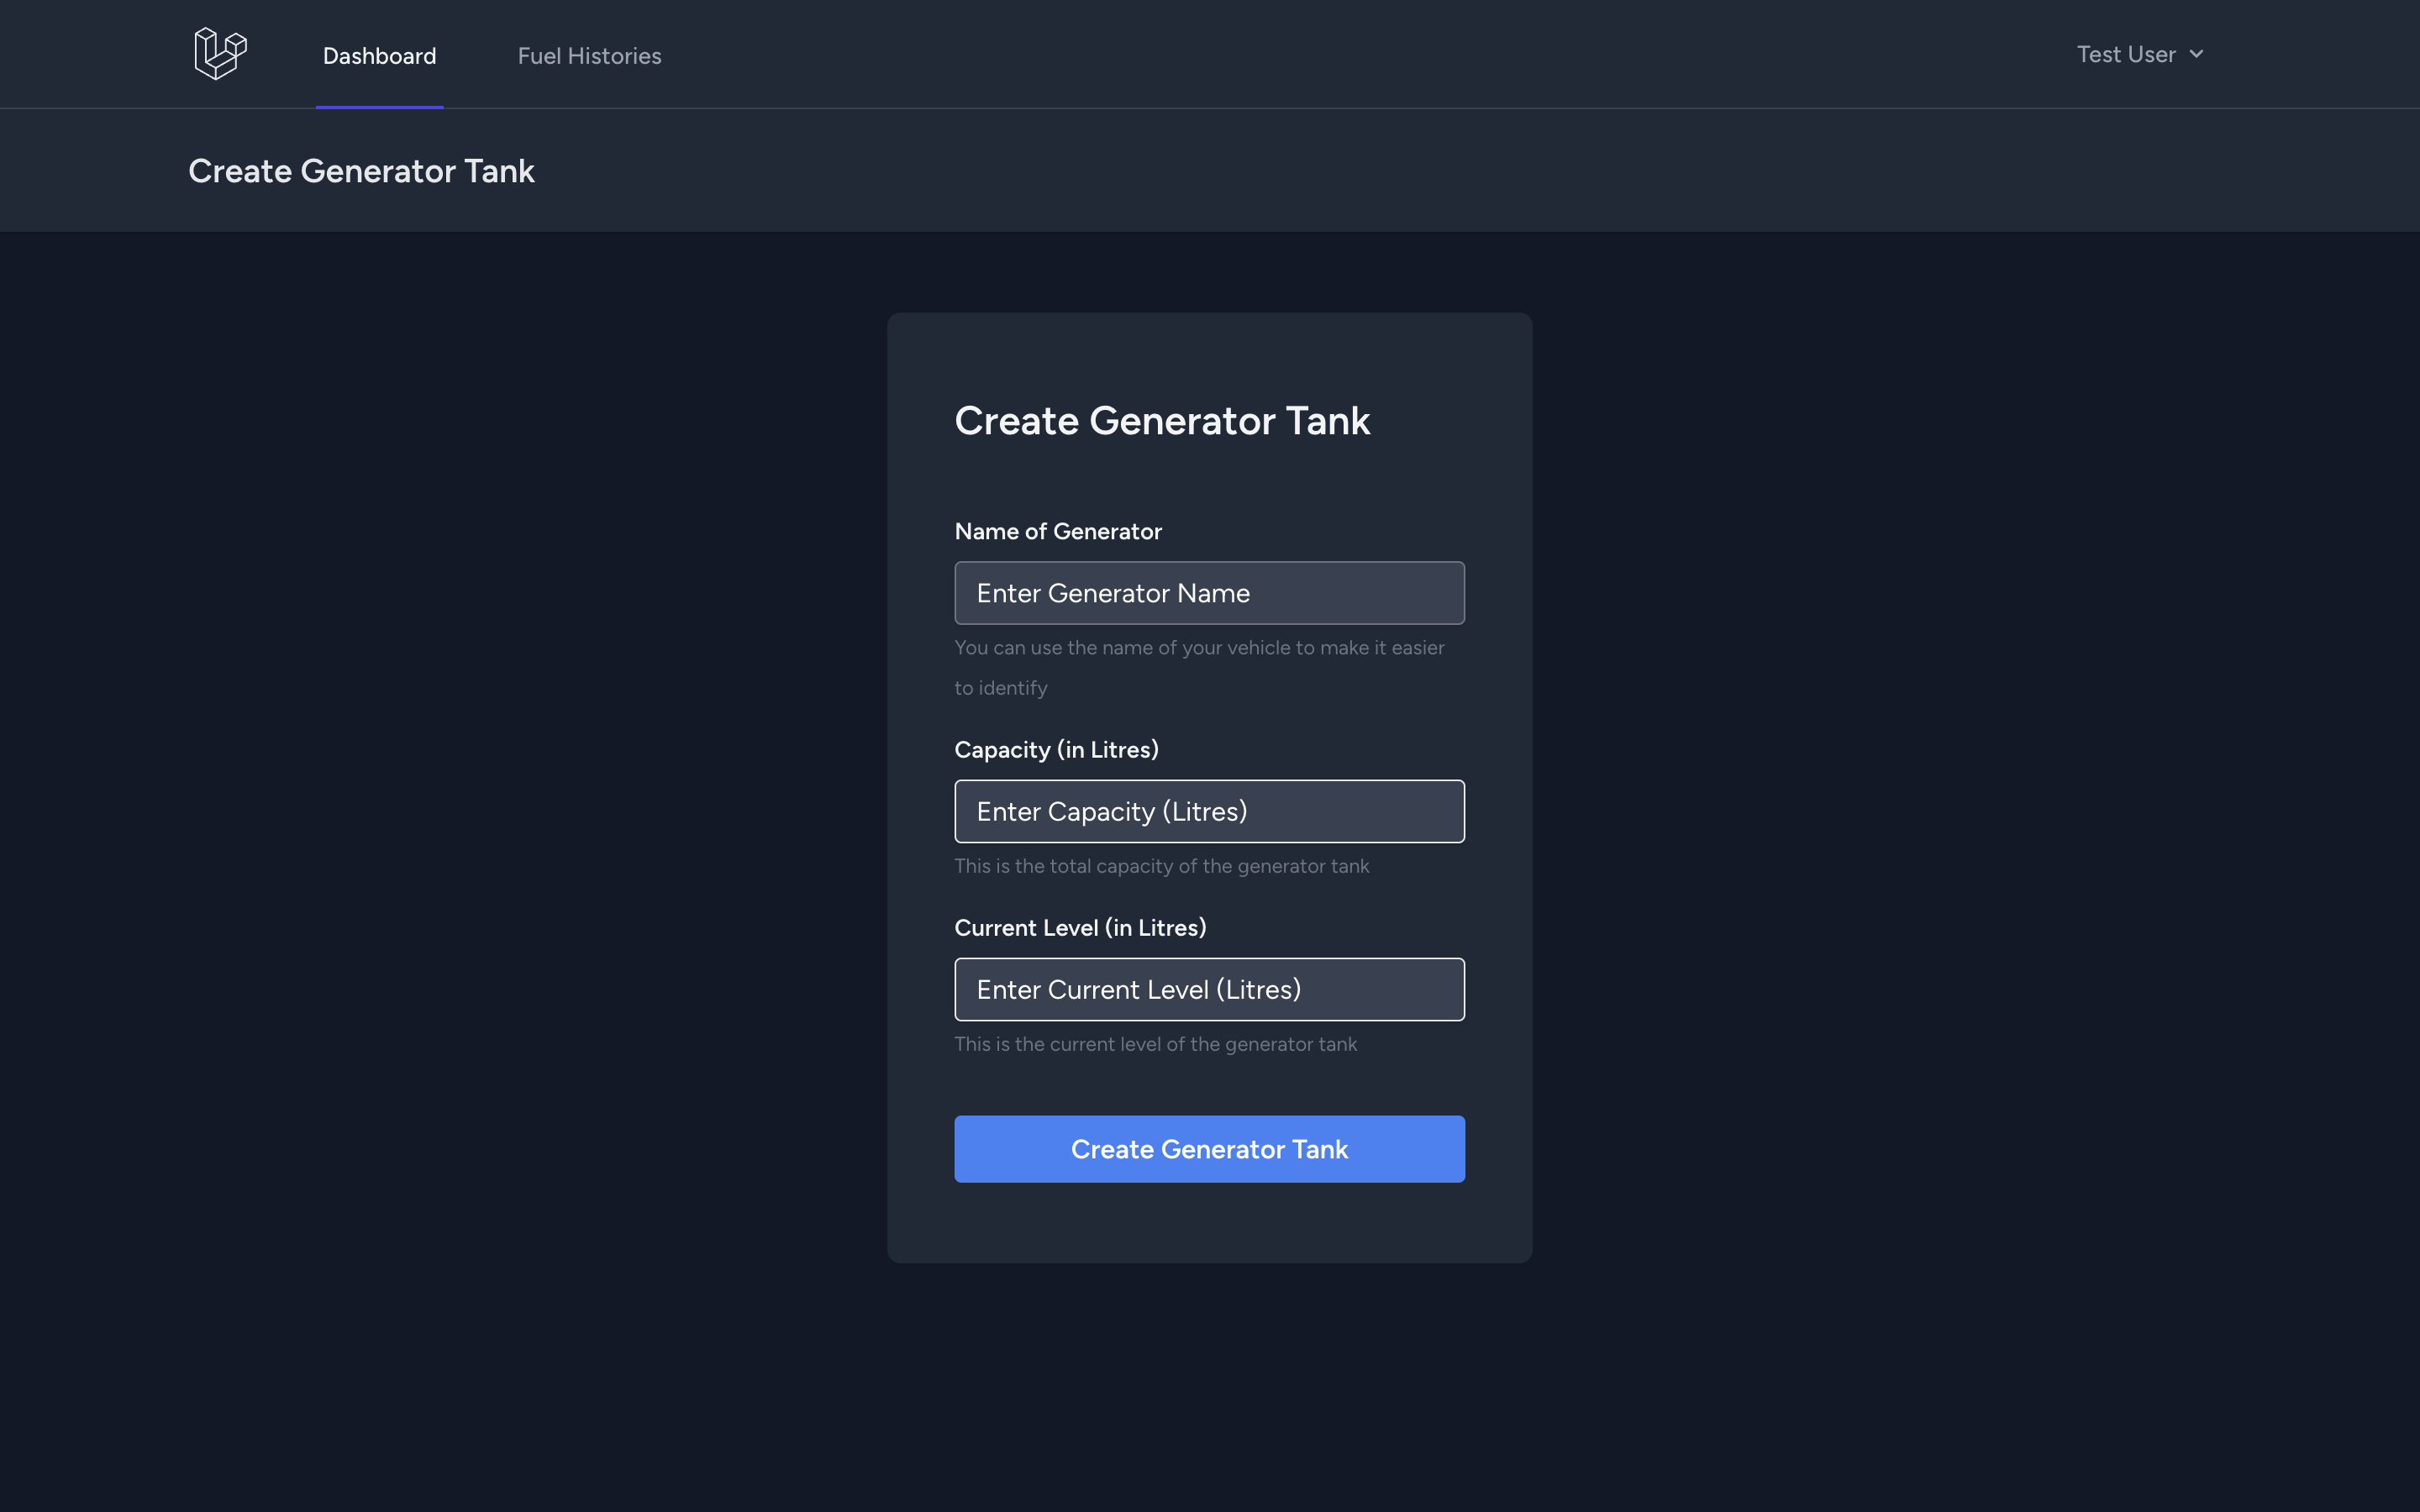 Dashboard
Fuel Histories
Test User
Create Generator Tank
Create Generator Tank
Name of Generator
Enter Generator Name
You can use the name of your vehicle to make it easier
to identify
Capacity (in Litres)
Enter Capacity (Litres)
This is the total capacity of the generator tank
Current Level (in Litres)
Enter Current Level (Litres)
This is the current level of the generator tank
Create Generator Tank